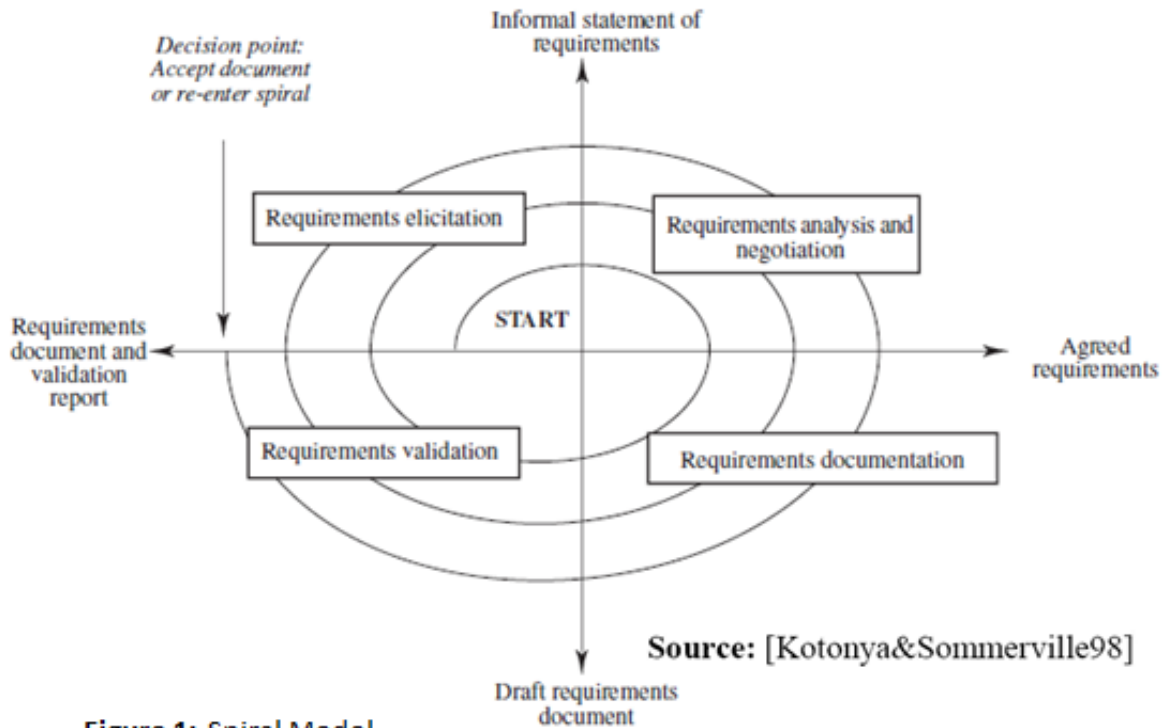 Informal statement of
requirements
Decision point:
Accept document
or re-enter spiral
Requirements elicitation
Requirements analysis and
negotiation
START
Requirements
document and
validation
report
Agreed
requirements
Requirements validation
Requirements documentation
Source: [Kotonya&Sommerville98]
Draft requirements
document
Figure 1: Spiral Model